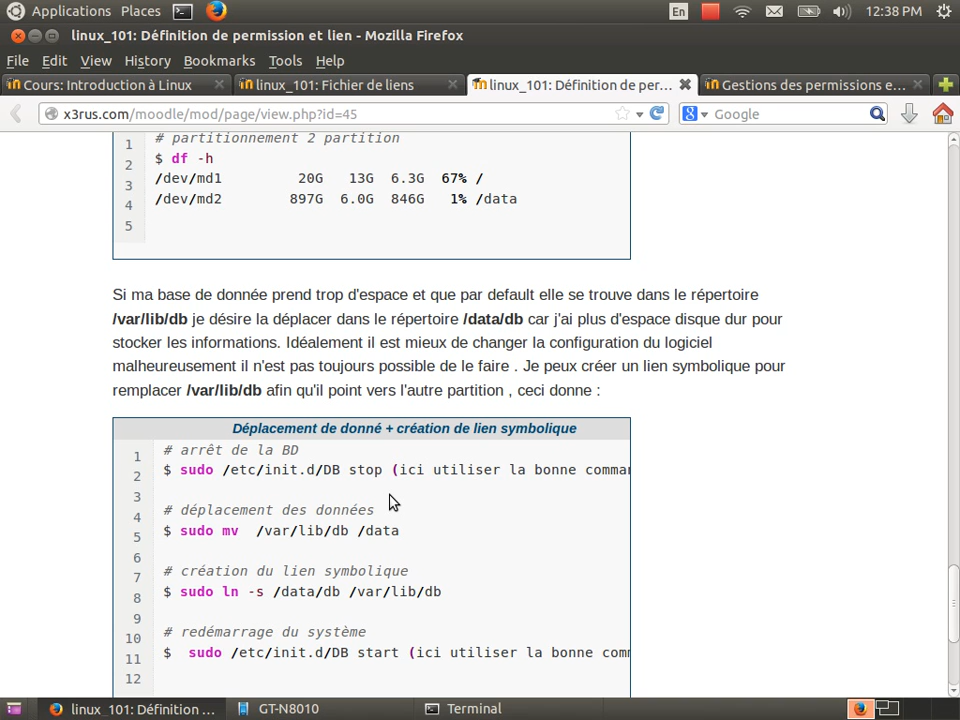 Applications Places En 12:38 PM
linux_101: Définition de permission et lien - Mozilla Firefox
File Edit View History Bookmarks Tools Help
Cours: Introduction à Linux linux_101: Fichier de liens linux_101: Définition de per... Gestions des permissions e...
x3rus.com/moodle/mod/page/view.php?id=45 Google
1 # partitionnement 2 partition
2 $ df -h
3 /dev/md1 20G 13G 6.3G 67% /
4 /dev/md2 897G 6.0G 846G 1% /data
5
Si ma base de donnée prend trop d'espace et que par default elle se trouve dans le répertoire
/var/lib/db je désire la déplacer dans le répertoire /data/db car j'ai plus d'espace disque dur pour
stocker les informations. Idéalement il est mieux de changer la configuration du logiciel
malheureusement il n'est pas toujours possible de le faire . Je peux créer un lien symbolique pour
remplacer /var/lib/db afin qu'il point vers l'autre partition , ceci donne :
Déplacement de donné + création de lien symbolique
1 # arrêt de la BD
2 $ sudo /etc/init.d/DB stop (ici utiliser la bonne comman
3
4 # déplacement des données
5 $ sudo mv /var/lib/db /data
6
7 # création du lien symbolique
8 $ sudo ln -s /data/db /var/lib/db
9
10 # redémarrage du système
11 $ sudo /etc/init.d/DB start (ici utiliser la bonne comm
12
linux_101: Définition ... GT-N8010 Terminal